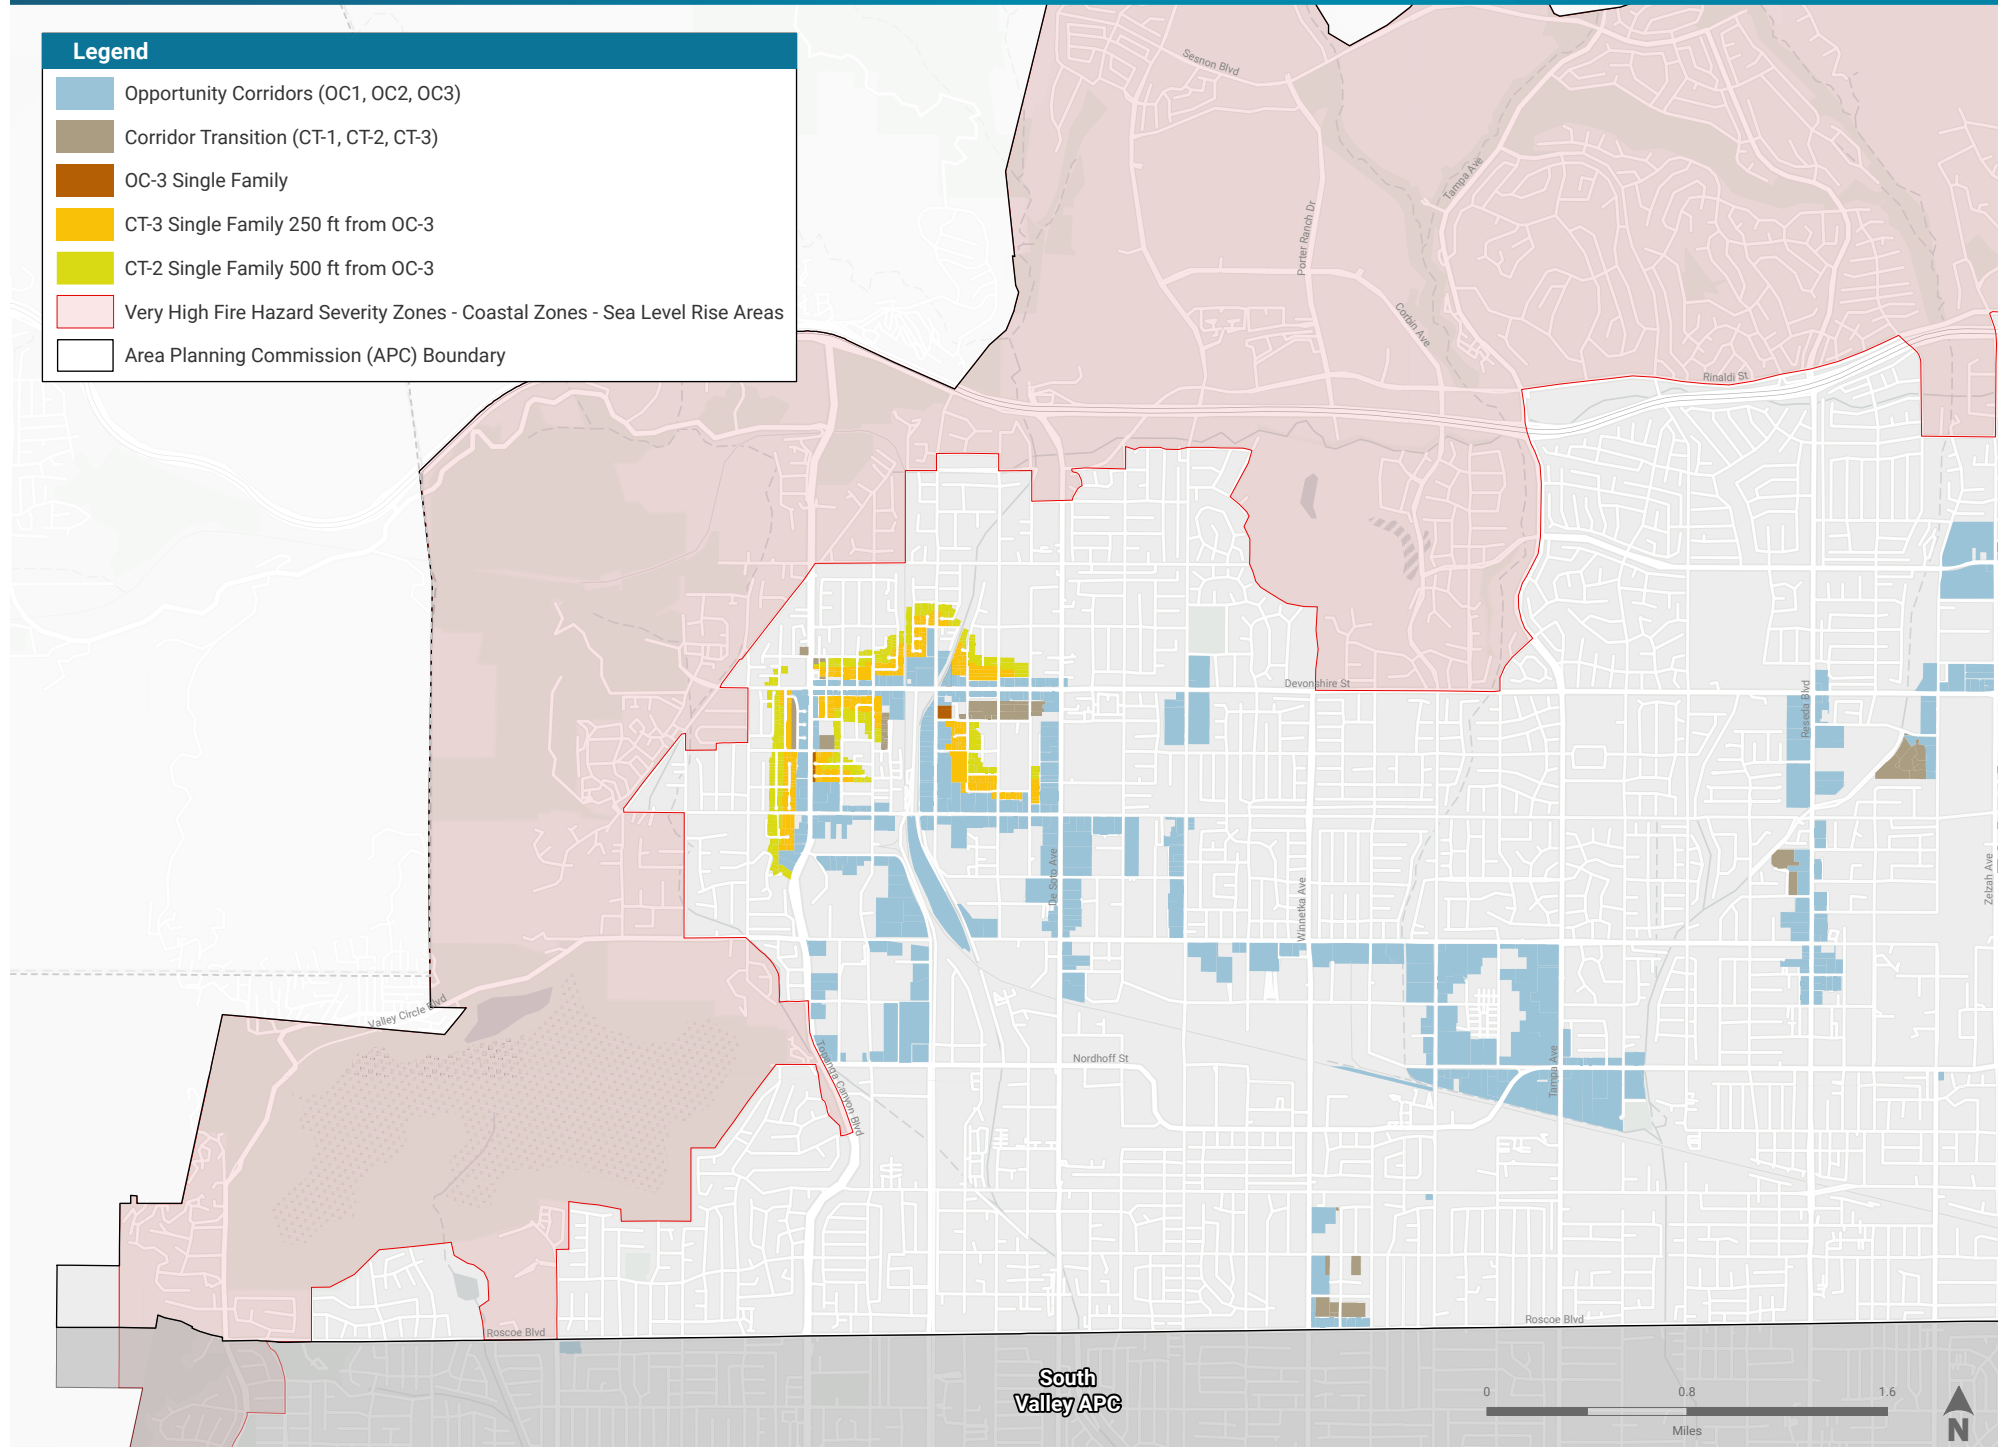 Legend
Opportunity Corridors (OC1, OC2, OC3)
Corridor Transition (CT-1, CT-2, CT-3)
OC-3 Single Family
CT-3 Single Family 250 ft from OC-3
CT-2 Single Family 500 ft from OC-3
Very High Fire Hazard Severity Zones - Coastal Zones - Sea Level Rise Areas
Area Planning Commission (APC) Boundary
Sesnon Blvd
Tampa Ave
Porter Ranch Dr
Corbin Ave
Rinaldi St
Devonshire St
Reseda Blvd
De Soto Ave
Winnetka Ave
Zelzah Ave
Valley Circle Blvd
Topanga Canyon Blvd
Nordhoff St
Tampa Ave
Roscoe Blvd
Roscoe Blvd
South
Valley APC
0 0.8 1.6
Miles
N